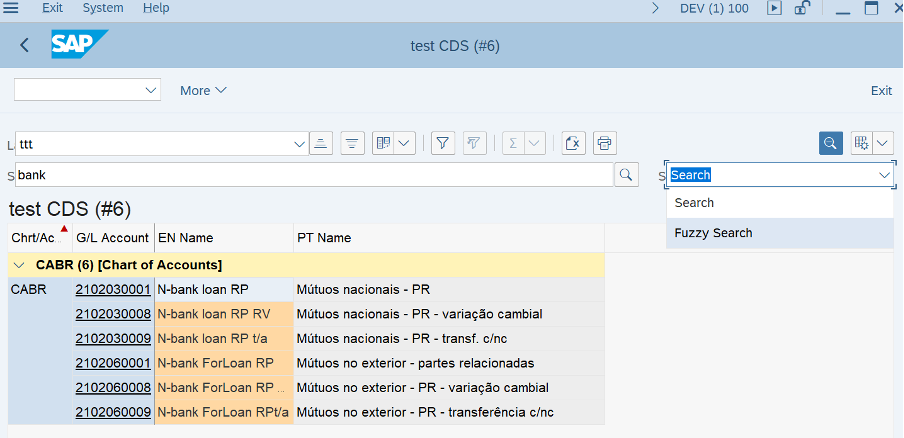 Exit System Help DEV (1) 100
SAP test CDS (#6)
More Exit
L ttt
S bank S Search
Search
Fuzzy Search
test CDS (#6)
Chrt/Ac... G/L Account EN Name PT Name
CABR (6) [Chart of Accounts]
CABR 2102030001 N-bank loan RP Mútuos nacionais - PR
2102030008 N-bank loan RP RV Mútuos nacionais - PR - variação cambial
2102030009 N-bank loan RP t/a Mútuos nacionais - PR - transf. c/nc
2102060001 N-bank ForLoan RP Mútuos no exterior - partes relacionadas
2102060008 N-bank ForLoan RP ... Mútuos no exterior - PR - variação cambial
2102060009 N-bank ForLoan RPt/a Mútuos no exterior - PR - transferência c/nc